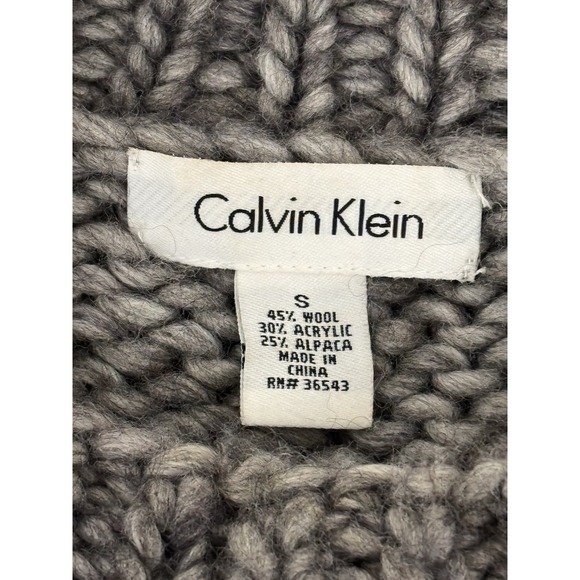 Calvin Klein
S
45% WOOL
30% ACRYLIC
25% ALPACA
MADE IN
CHINA
RN# 36543